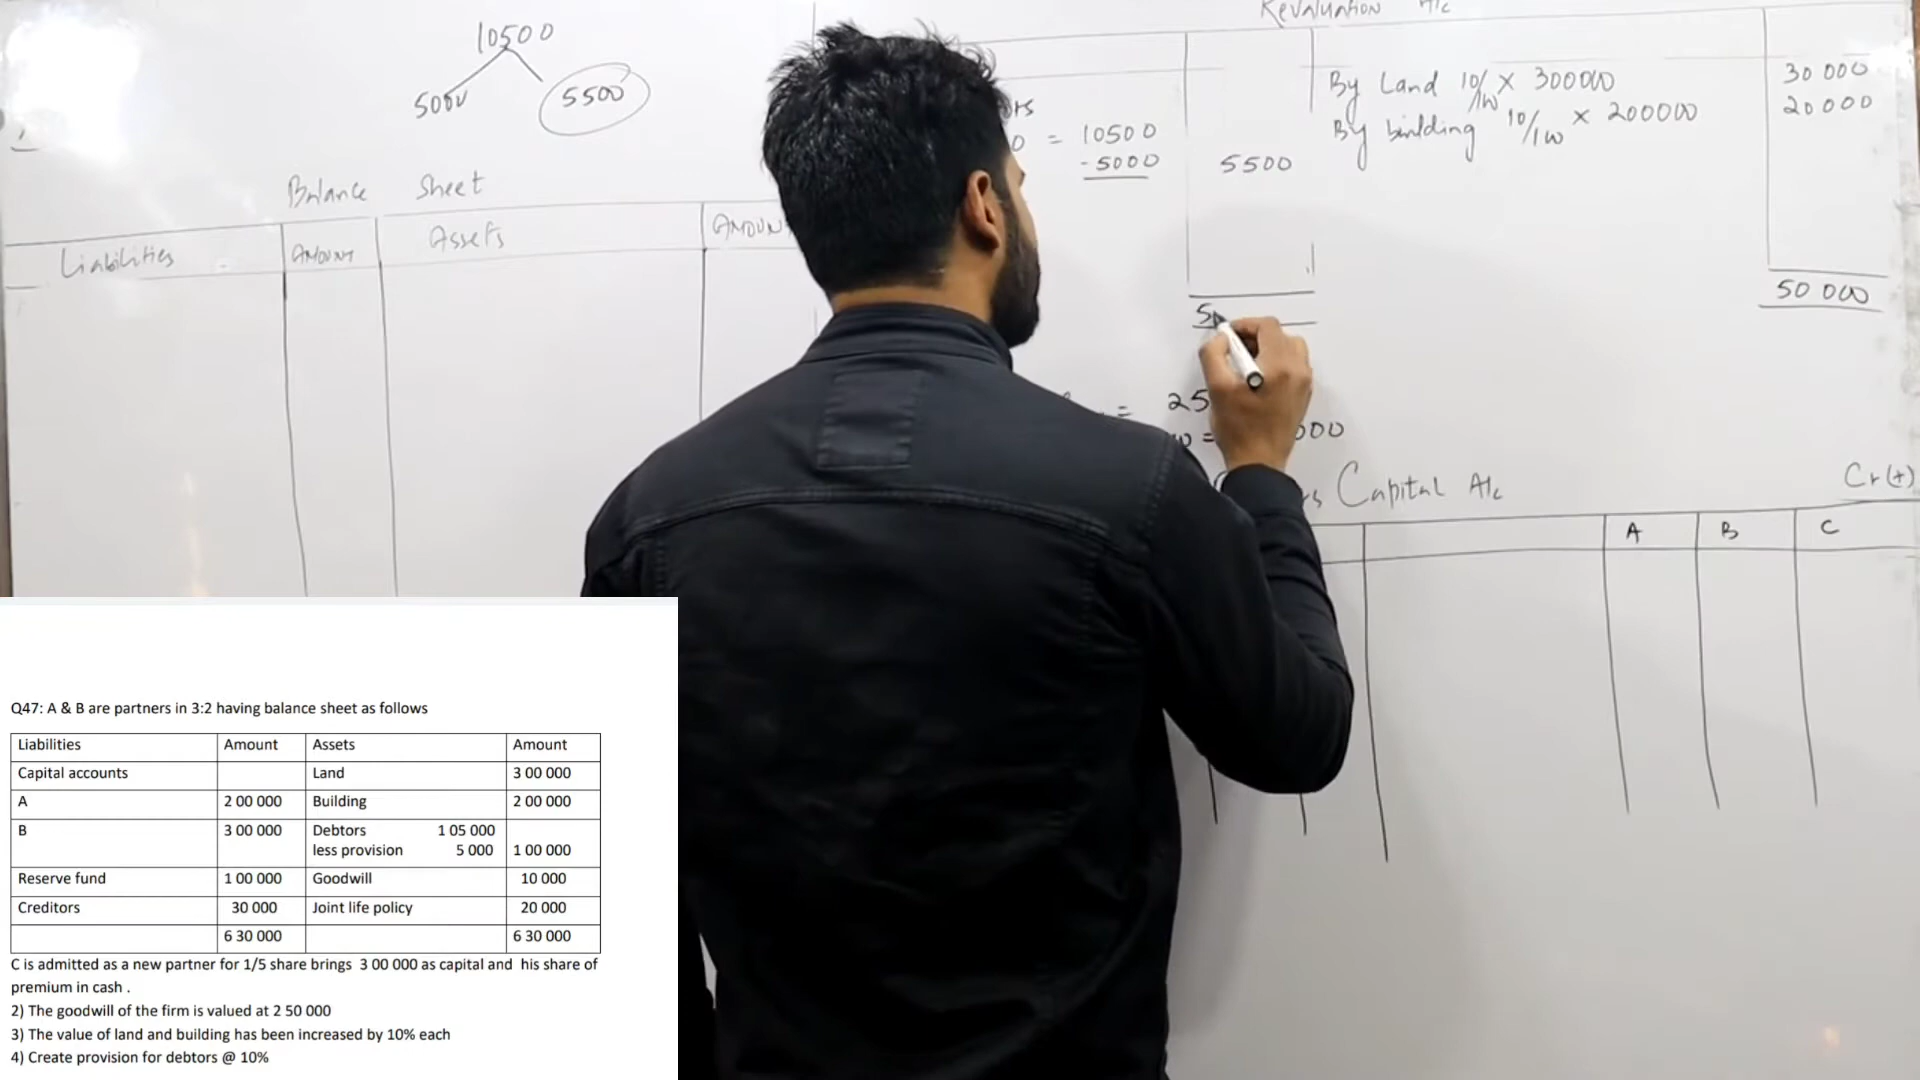 10500
5000 5500
Balance Sheet
Liabilities AMOUNT Assets AMOUN
Revaluation A/c
= 10500
- 5000 5500
By Land 10/100 X 300000 30 000
By building 10/100 X 200000 20000
50 000
= 25
000
Capital A/c Cr(+)
A B C
Q47: A & B are partners in 3:2 having balance sheet as follows
Liabilities Amount Assets Amount
Capital accounts Land 3 00 000
A 2 00 000 Building 2 00 000
B 3 00 000 Debtors 1 05 000
less provision 5 000 1 00 000
Reserve fund 1 00 000 Goodwill 10 000
Creditors 30 000 Joint life policy 20 000
6 30 000 6 30 000
C is admitted as a new partner for 1/5 share brings 3 00 000 as capital and his share of
premium in cash .
2) The goodwill of the firm is valued at 2 50 000
3) The value of land and building has been increased by 10% each
4) Create provision for debtors @ 10%